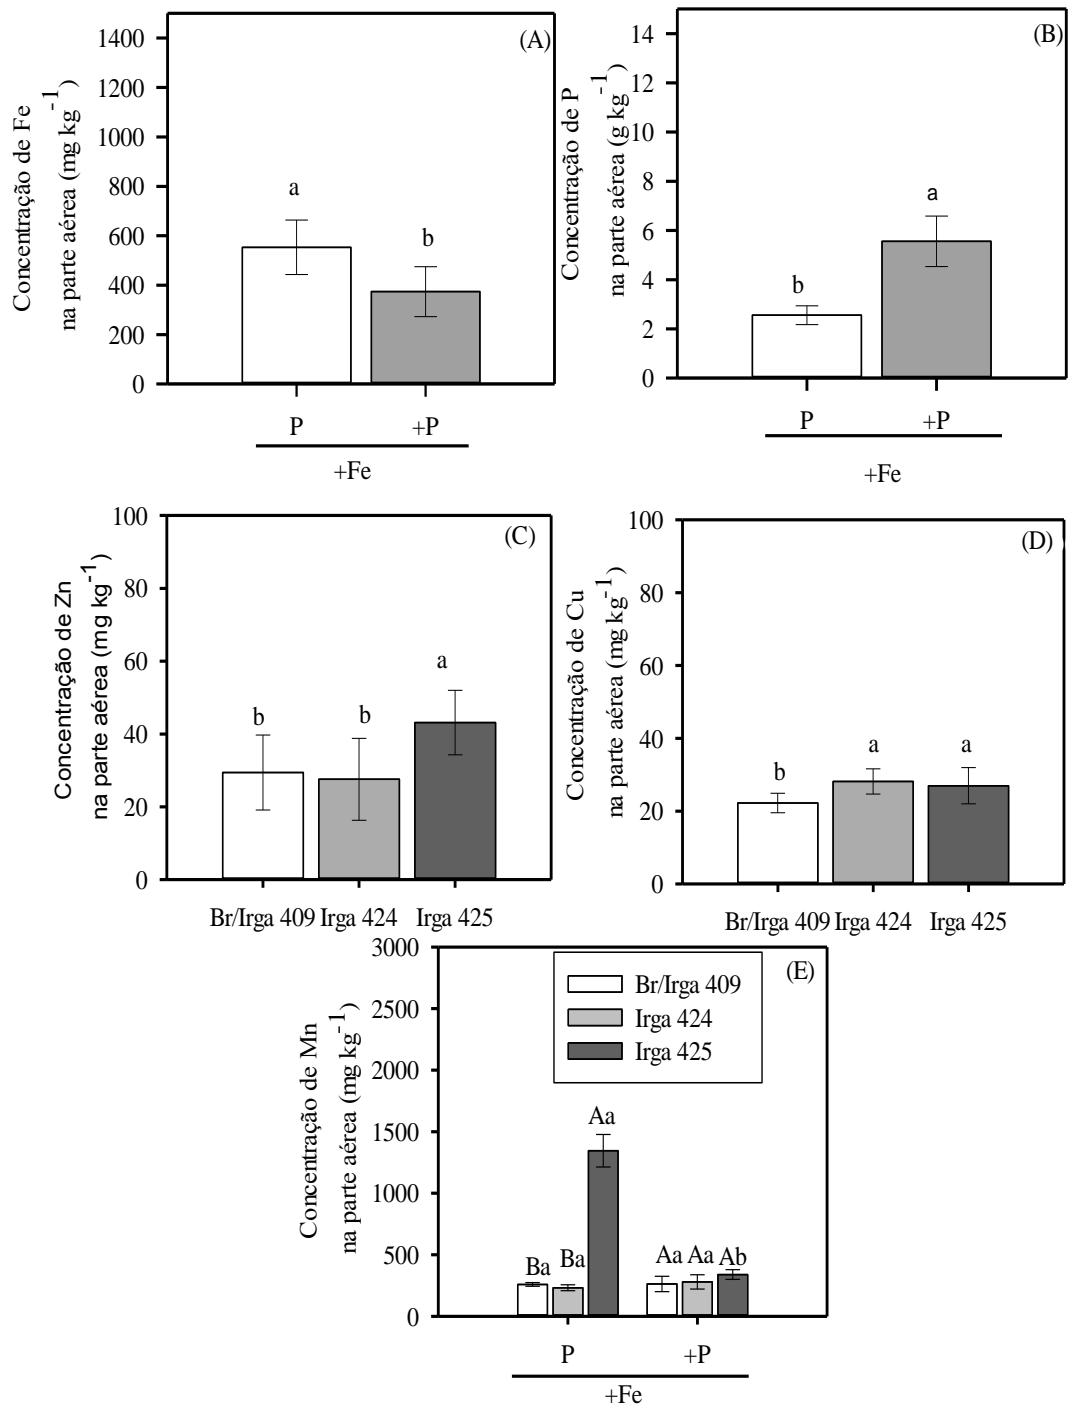 (A)
Concentração de Fe
na parte aérea (mg kg-1)
1400
1200
1000
800
600
400
200
0
a
b
P +P
+Fe
(B)
Concentração de P
na parte aérea (g kg-1)
14
12
10
8
6
4
2
0
b
a
P +P
+Fe
(C)
Concentração de Zn
na parte aérea (mg kg-1)
100
80
60
40
20
0
b b a
Br/Irga 409 Irga 424 Irga 425
(D)
Concentração de Cu
na parte aérea (mg kg-1)
100
80
60
40
20
0
b a a
Br/Irga 409 Irga 424 Irga 425
(E)
Concentração de Mn
na parte aérea (mg kg-1)
3000
2500
2000
1500
1000
500
0
Br/Irga 409
Irga 424
Irga 425
Ba Ba Aa Aa Aa Ab
P +P
+Fe